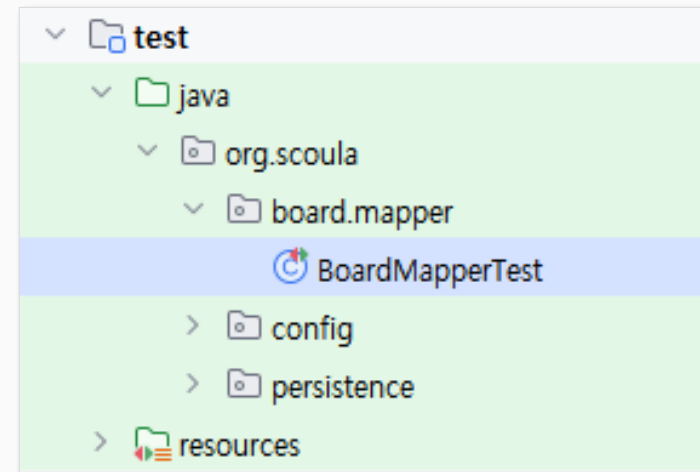 test
java
org.scoula
board.mapper
BoardMapperTest
config
persistence
resources